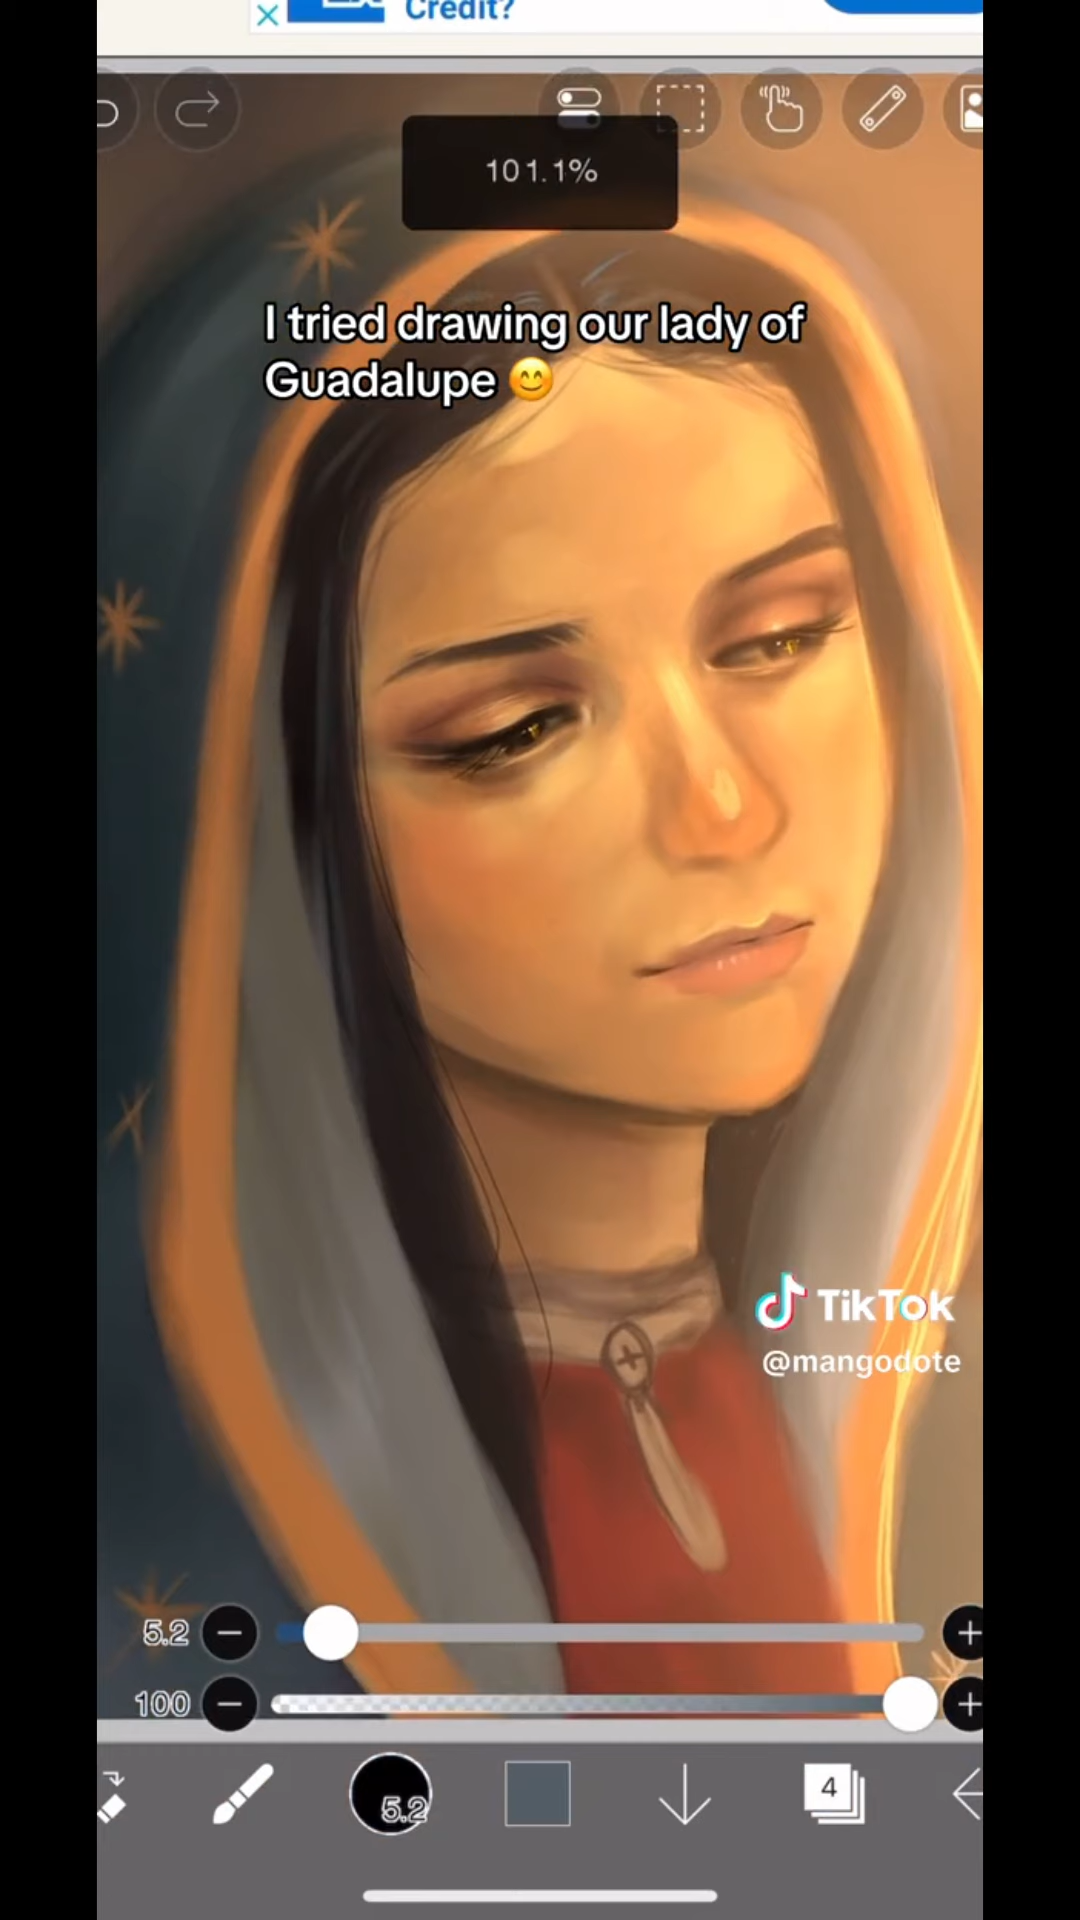 Credit?
101.1%
I tried drawing our lady of
Guadalupe 😊
TikTok
@mangodote
5.2
100
5.2
4